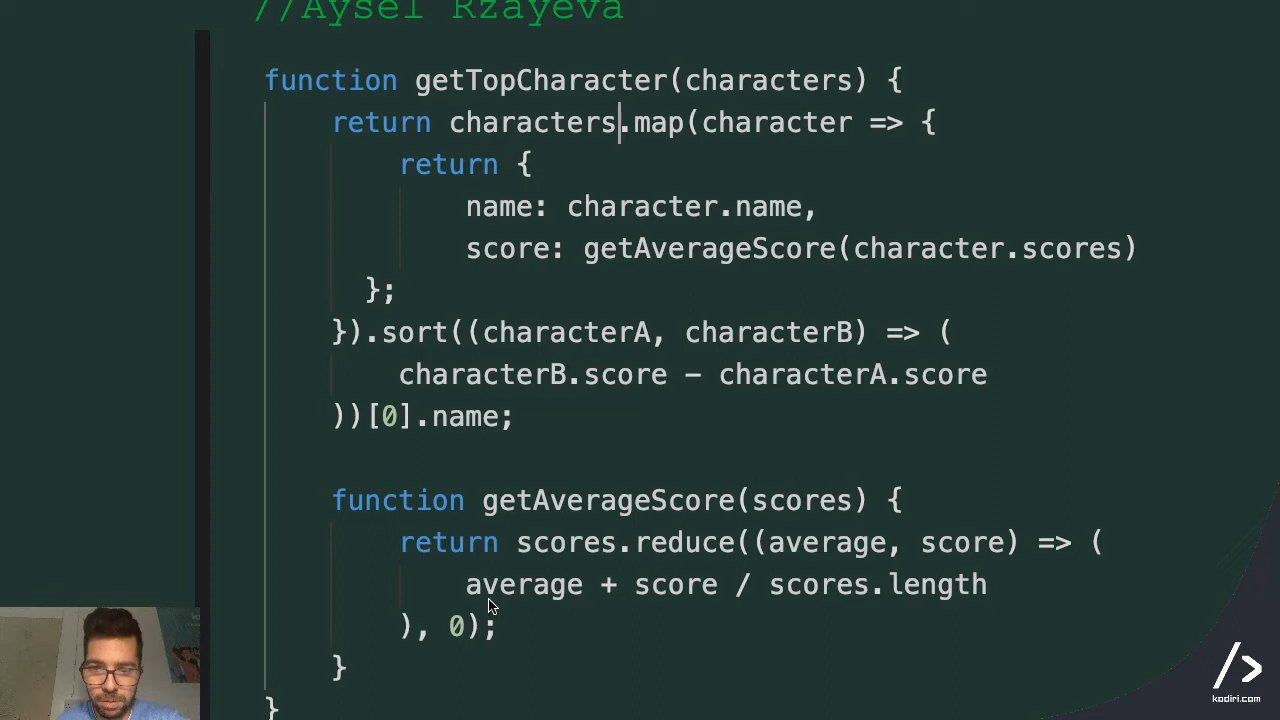 //Aysel Rzayeva
function getTopCharacter(characters) {
return characters.map(character => {
return {
name: character.name,
score: getAverageScore(character.scores)
};
}).sort((characterA, characterB) => (
characterB.score - characterA.score
))[0].name;
function getAverageScore(scores) {
return scores.reduce((average, score) => (
average + score / scores.length
), 0);
}
}
/>
kodiri.com